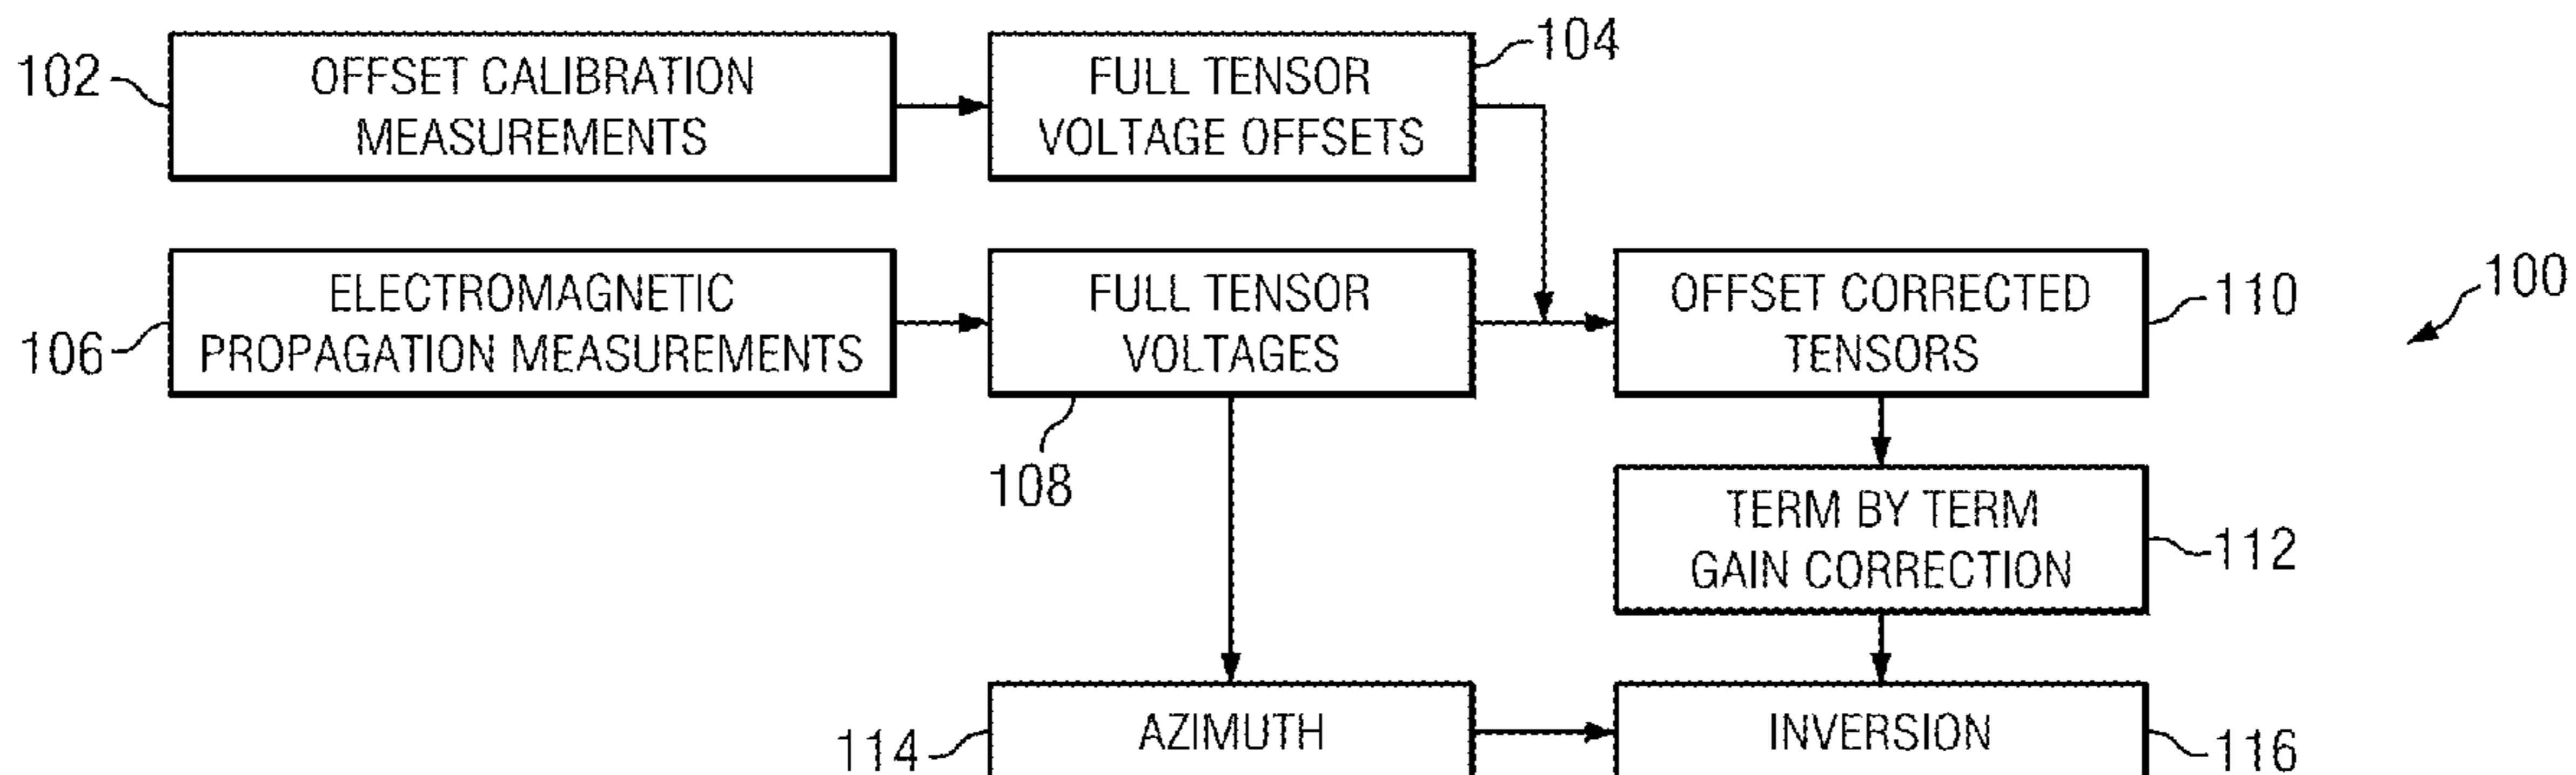 102
OFFSET CALIBRATION
MEASUREMENTS
FULL TENSOR
VOLTAGE OFFSETS
104
106
ELECTROMAGNETIC
PROPAGATION MEASUREMENTS
FULL TENSOR
VOLTAGES
108
OFFSET CORRECTED
TENSORS
110
100
TERM BY TERM
GAIN CORRECTION
112
114
AZIMUTH
INVERSION
116